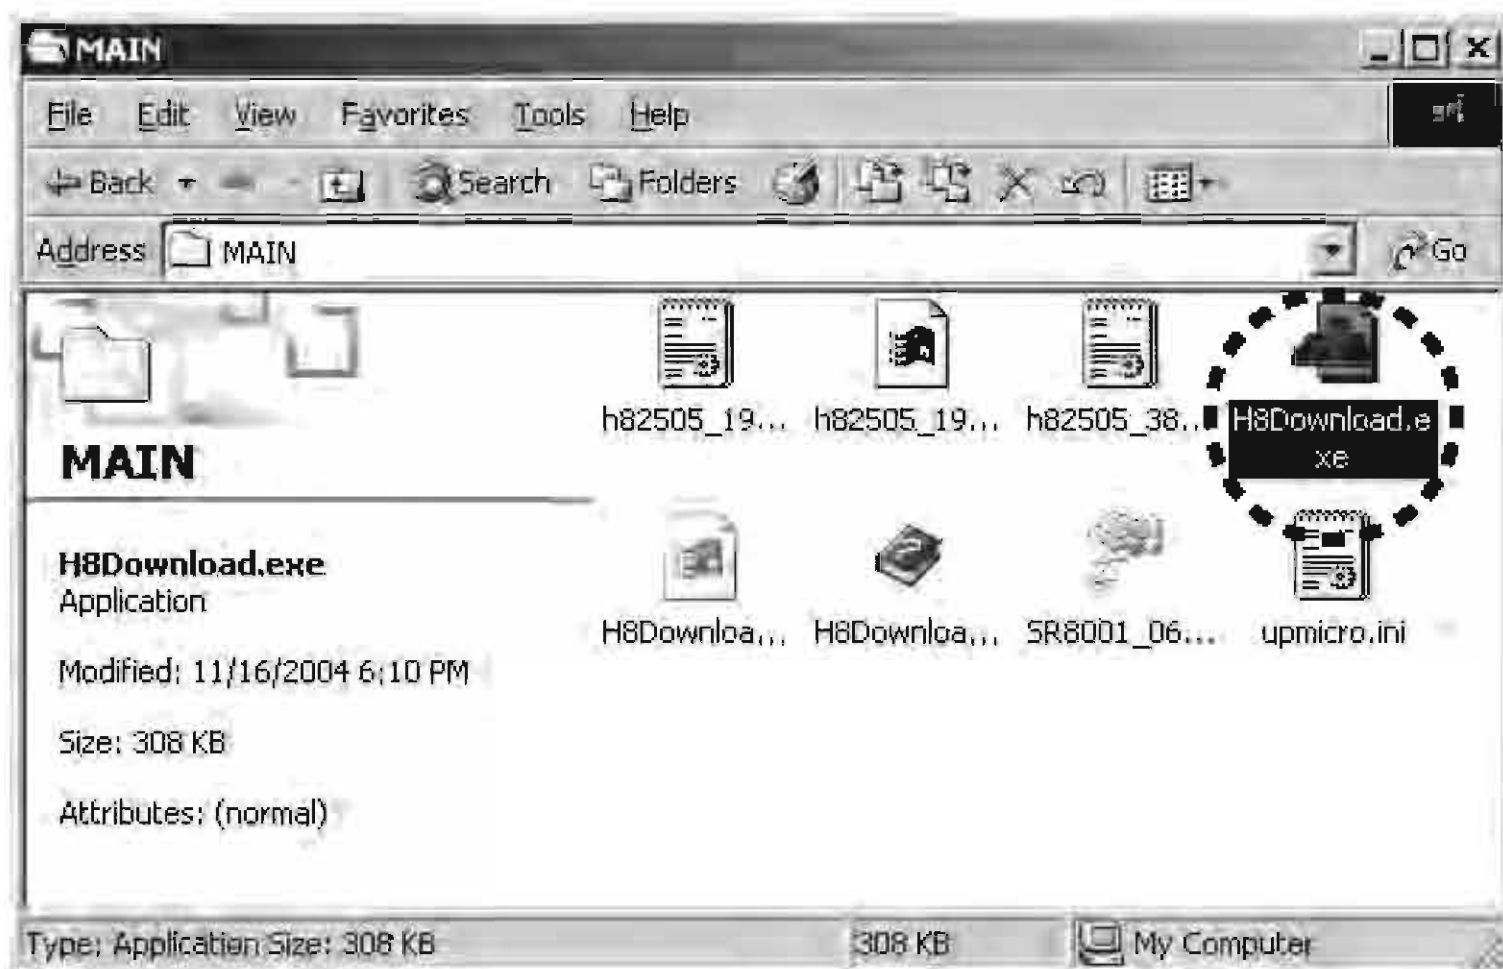 MAIN
File Edit View Favorites Tools Help
Back Search Folders
Address MAIN Go
h82505_19... h82505_19... h82505_38... H8Download.e
xe
MAIN
H8Download.exe
Application
H8Downloa... H8Downloa... SR8001_06... upmicro.ini
Modified: 11/16/2004 6:10 PM
Size: 308 KB
Attributes: (normal)
Type: Application Size: 308 KB 308 KB My Computer